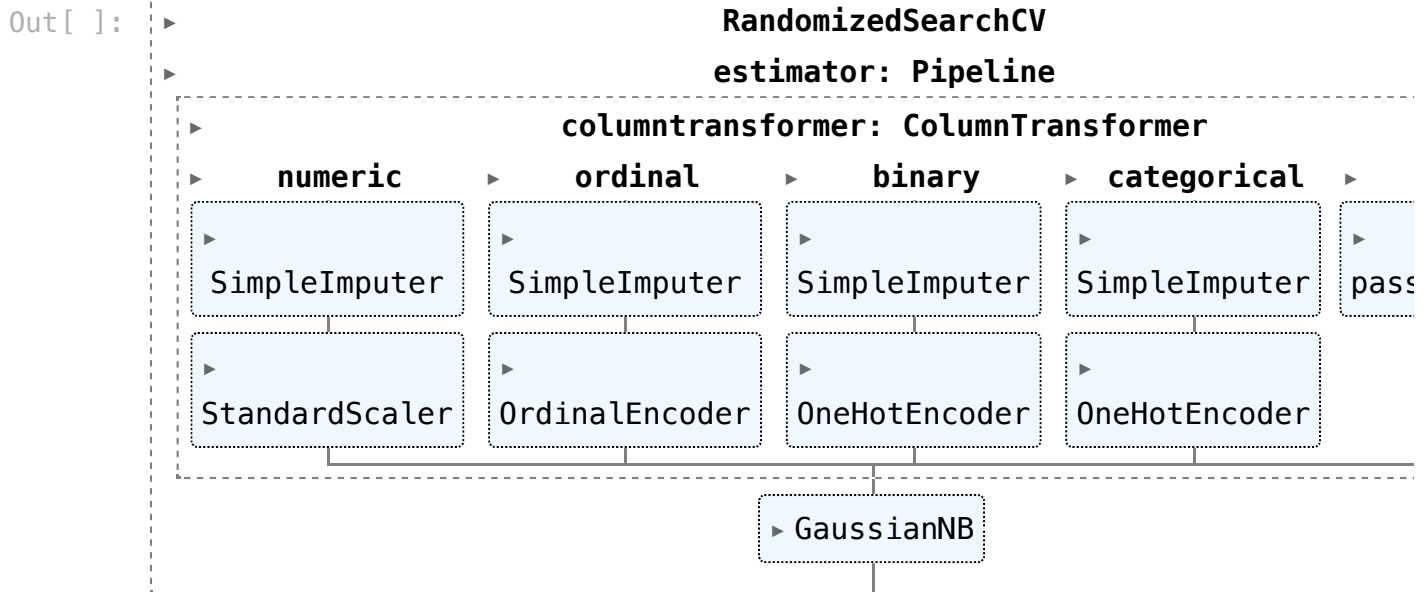 Out[ ]:
RandomizedSearchCV
estimator: Pipeline
columntransformer: ColumnTransformer
numeric ordinal binary categorical
SimpleImputer SimpleImputer SimpleImputer SimpleImputer pass
StandardScaler OrdinalEncoder OneHotEncoder OneHotEncoder
GaussianNB